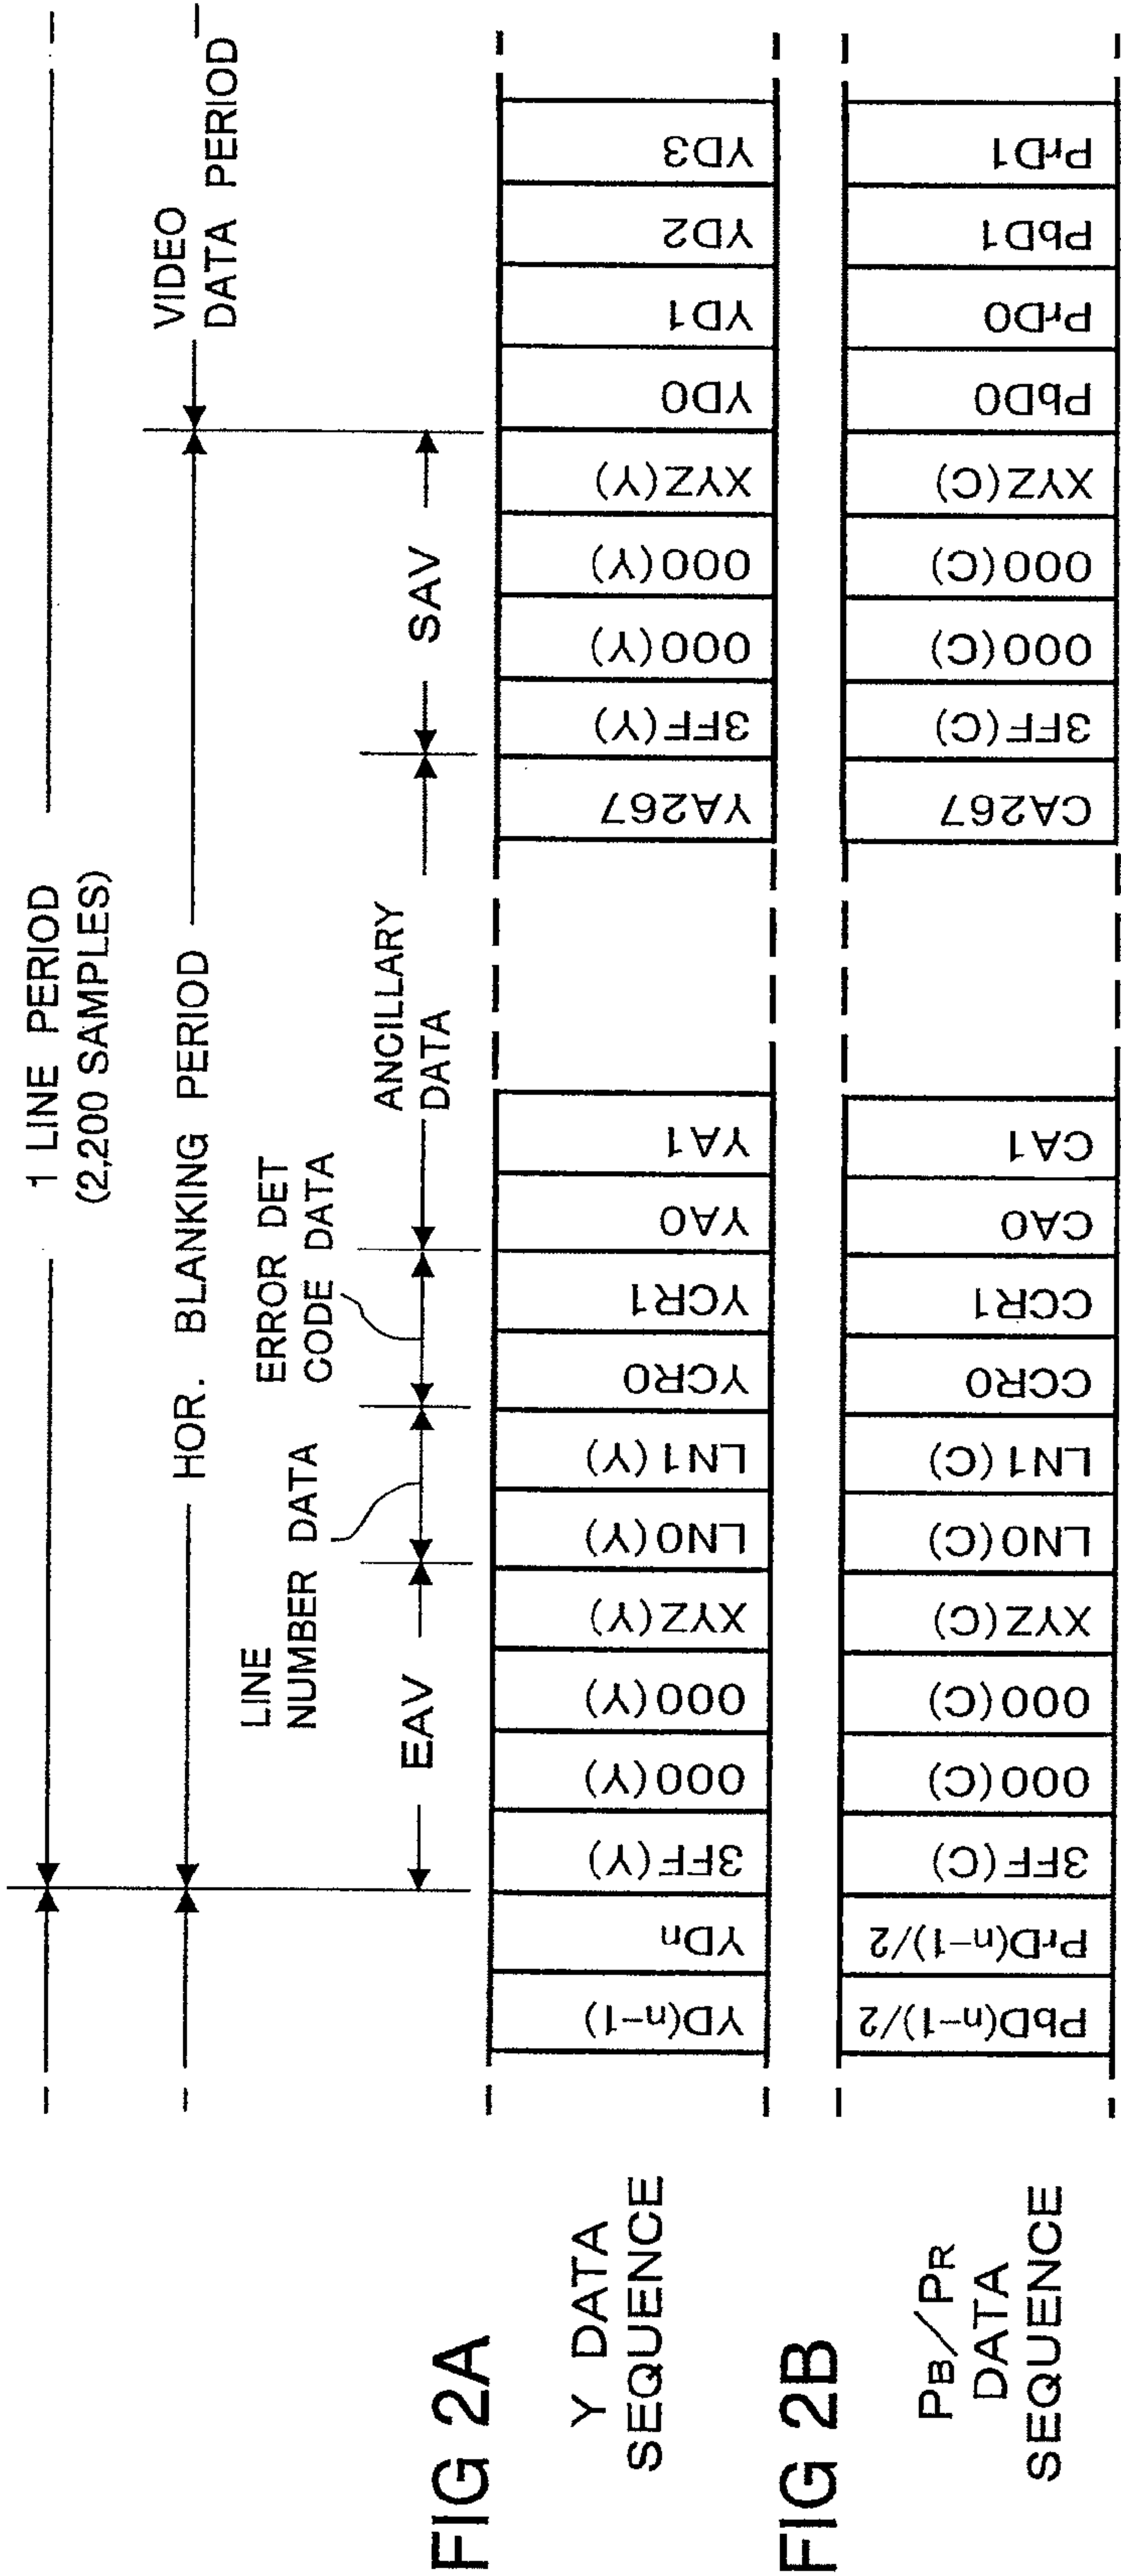 1 LINE PERIOD
(2,200 SAMPLES)
HOR. BLANKING PERIOD
VIDEO
DATA PERIOD
LINE
NUMBER DATA
ERROR DET
CODE DATA
ANCILLARY
DATA
EAV
SAV
FIG 2A
Y DATA
SEQUENCE
YD(n-1)
YDn
3FF(Y)
000(Y)
000(Y)
XYZ(Y)
LN0(Y)
LN1(Y)
YCR0
YCR1
YA0
YA1
YA267
3FF(Y)
000(Y)
000(Y)
XYZ(Y)
YD0
YD1
YD2
YD3
FIG 2B
PB/PR
DATA
SEQUENCE
PbD(n-1)/2
PrD(n-1)/2
3FF(C)
000(C)
000(C)
XYZ(C)
LN0(C)
LN1(C)
CCR0
CCR1
CA0
CA1
CA267
3FF(C)
000(C)
000(C)
XYZ(C)
PbD0
PrD0
PbD1
PrD1